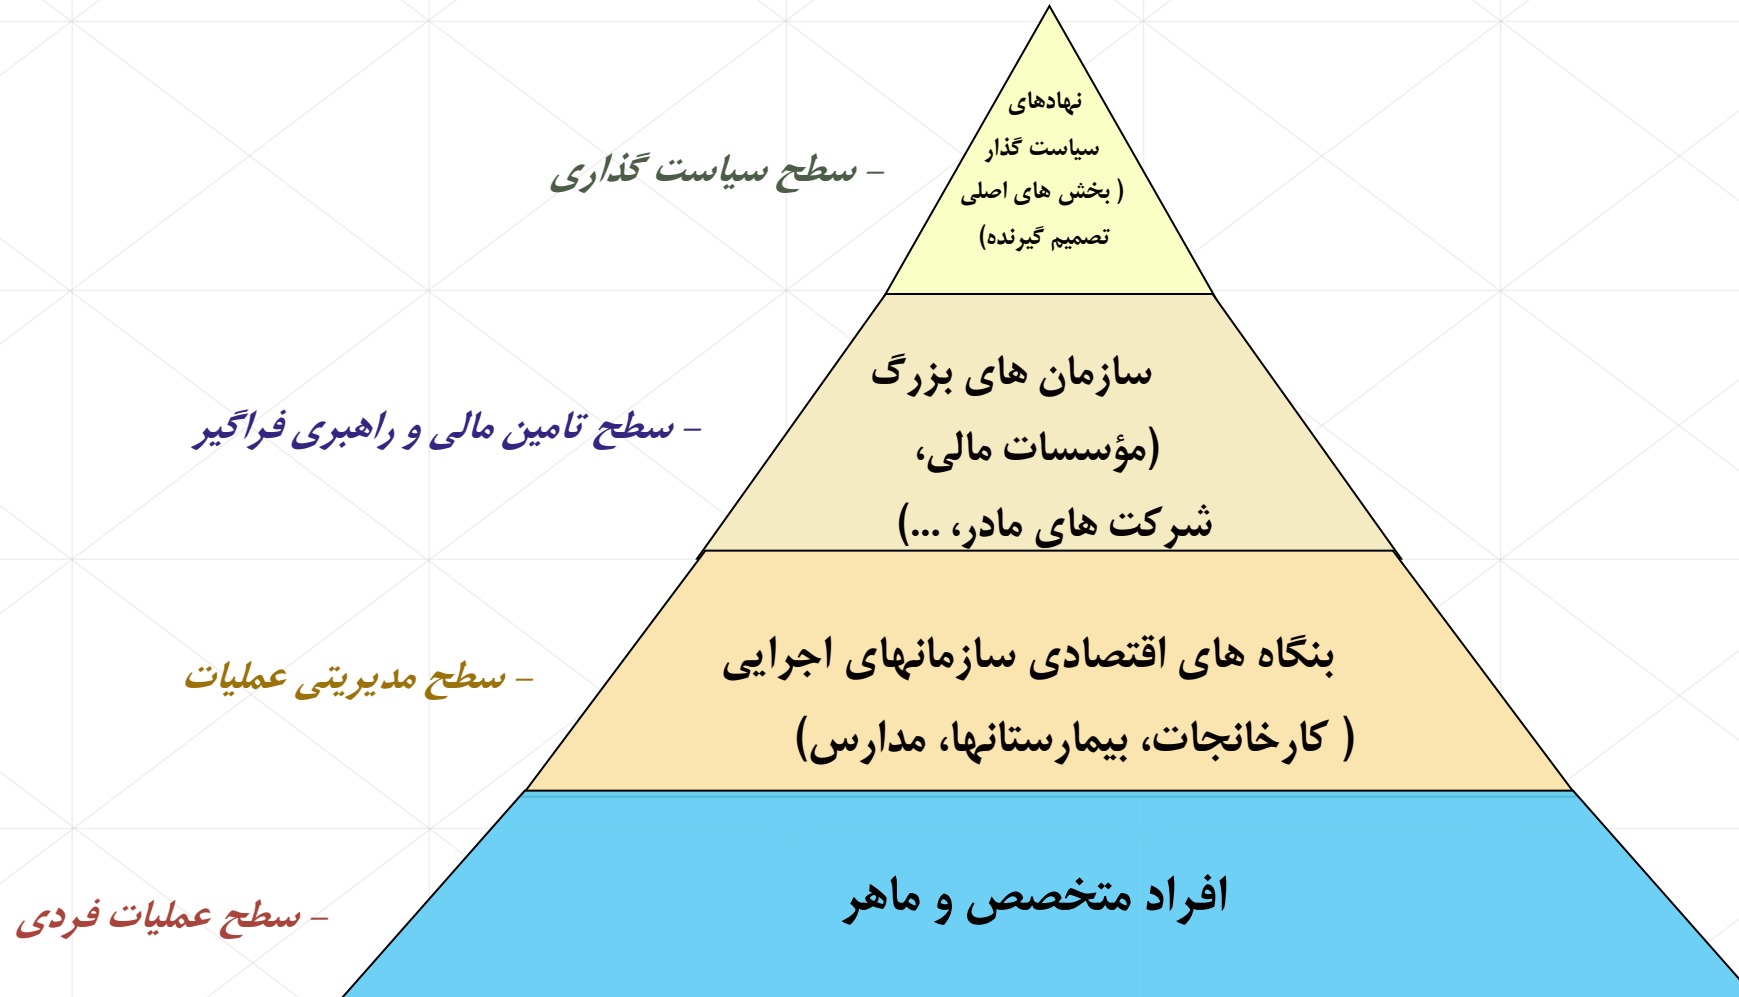 نهادهای
سیاست گذار
( بخش های اصلی
تصمیم گیرنده)
– سطح سیاست گذاری
سازمان های بزرگ
(مؤسسات مالی،
شرکت های مادر، ...)
– سطح تامین مالی و راهبری فراگیر
بنگاه های اقتصادی سازمانهای اجرایی
( کارخانجات، بیمارستانها، مدارس)
– سطح مدیریتی عملیات
افراد متخصص و ماهر
– سطح عملیات فردی